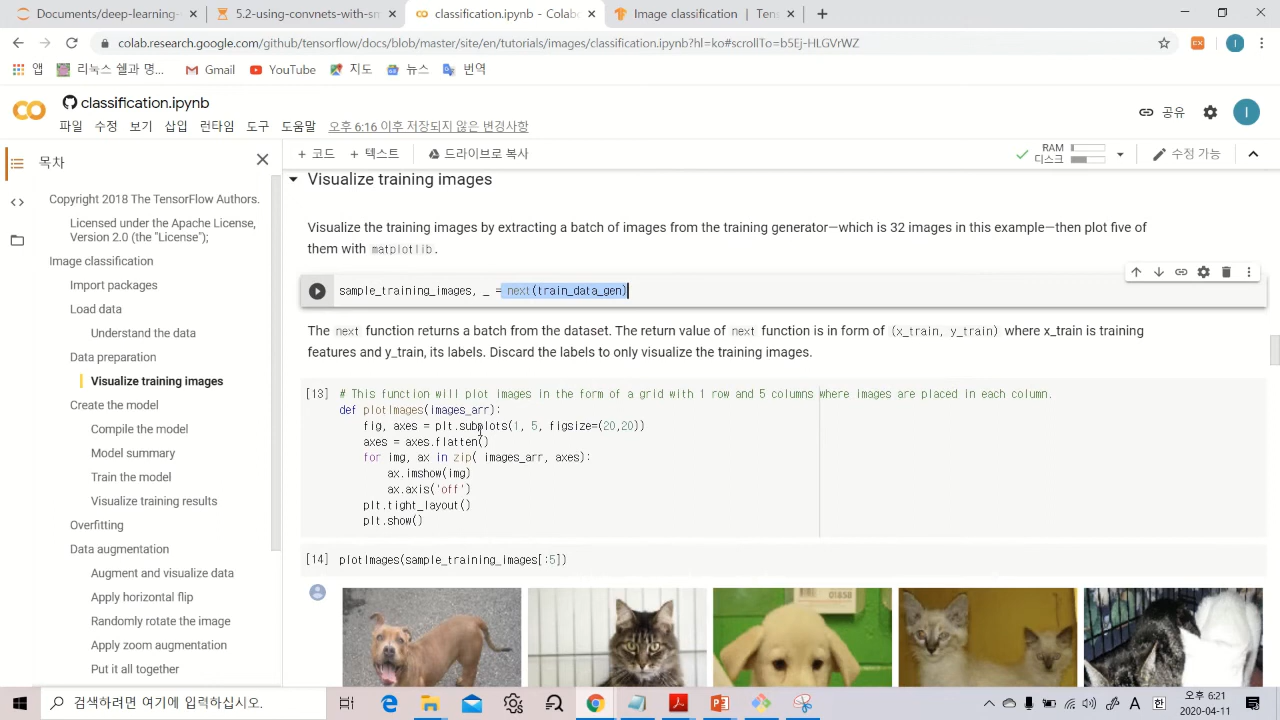 deep-learning-with-py
5.2-using-convnets-with-s
classification.ipynb - Colab
Image classification | Tens
colab.research.google.com/github/tensorflow/docs/blob/master/site/en/tutorials/images/classification.ipynb?hl=ko#scrollTo=b5Ej-HLGVrWZ
앱
리눅스 쉘과 명...
Gmail
YouTube
지도
뉴스
번역
classification.ipynb
파일 수정 보기 삽입 런타임 도구 도움말 오후 6:16 이후 저장되지 않은 변경사항
공유
I
목차
+ 코드 + 텍스트
드라이브로 복사
RAM
디스크
수정 가능
Copyright 2018 The TensorFlow Authors.
Licensed under the Apache License,
Version 2.0 (the "License");
Image classification
Import packages
Load data
Understand the data
Data preparation
Visualize training images
Create the model
Compile the model
Model summary
Train the model
Visualize training results
Overfitting
Data augmentation
Augment and visualize data
Apply horizontal flip
Randomly rotate the image
Apply zoom augmentation
Put it all together
Visualize training images
Visualize the training images by extracting a batch of images from the training generator—which is 32 images in this example—then plot five of
them with matplotlib.
sample_training_images, _ = next(train_data_gen)
The next function returns a batch from the dataset. The return value of next function is in form of (x_train, y_train) where x_train is training
features and y_train, its labels. Discard the labels to only visualize the training images.
[13] # This function will plot images in the form of a grid with 1 row and 5 columns where images are placed in each column.
def plotImages(images_arr):
fig, axes = plt.subplots(1, 5, figsize=(20,20))
axes = axes.flatten()
for img, ax in zip( images_arr, axes):
ax.imshow(img)
ax.axis('off')
plt.tight_layout()
plt.show()
[14] plotImages(sample_training_images[:5])
검색하려면 여기에 입력하십시오.
A
한
오후 6:21
2020-04-11